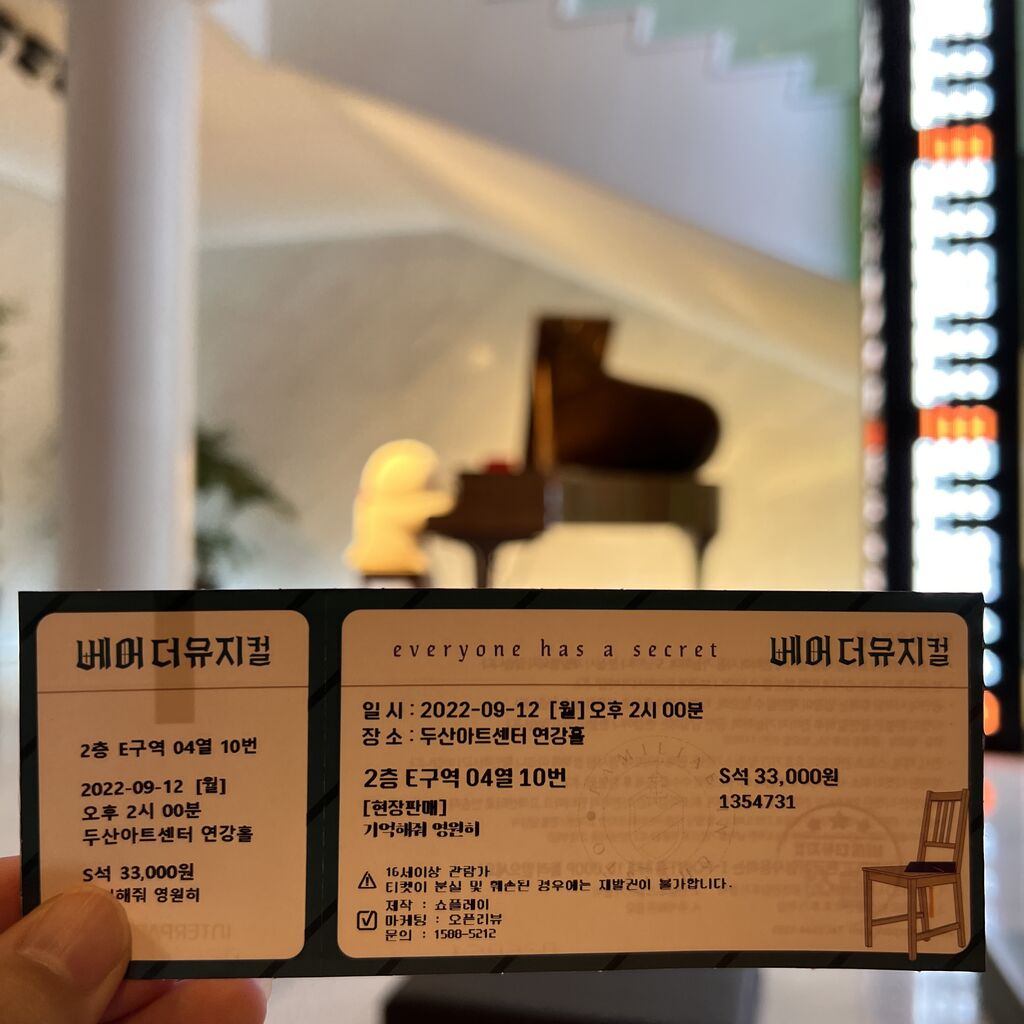 베어 더뮤지컬
2층 E구역 04열 10번
2022-09-12 [월]
오후 2시 00분
두산아트센터 연강홀
S석 33,000원
해줘 영원히
everyone has a secret
베어 더뮤지컬
일 시 : 2022-09-12 [월] 오후 2시 00분
장 소 : 두산아트센터 연강홀
2층 E구역 04열 10번
S석 33,000원
[현장판매]
1354731
기억해줘 영원히
16세이상 관람가
티켓이 분실 및 훼손된 경우에는 재발권이 불가합니다.
제작 : 쇼플레이
마케팅 : 오픈리뷰
문의 : 1588-5212